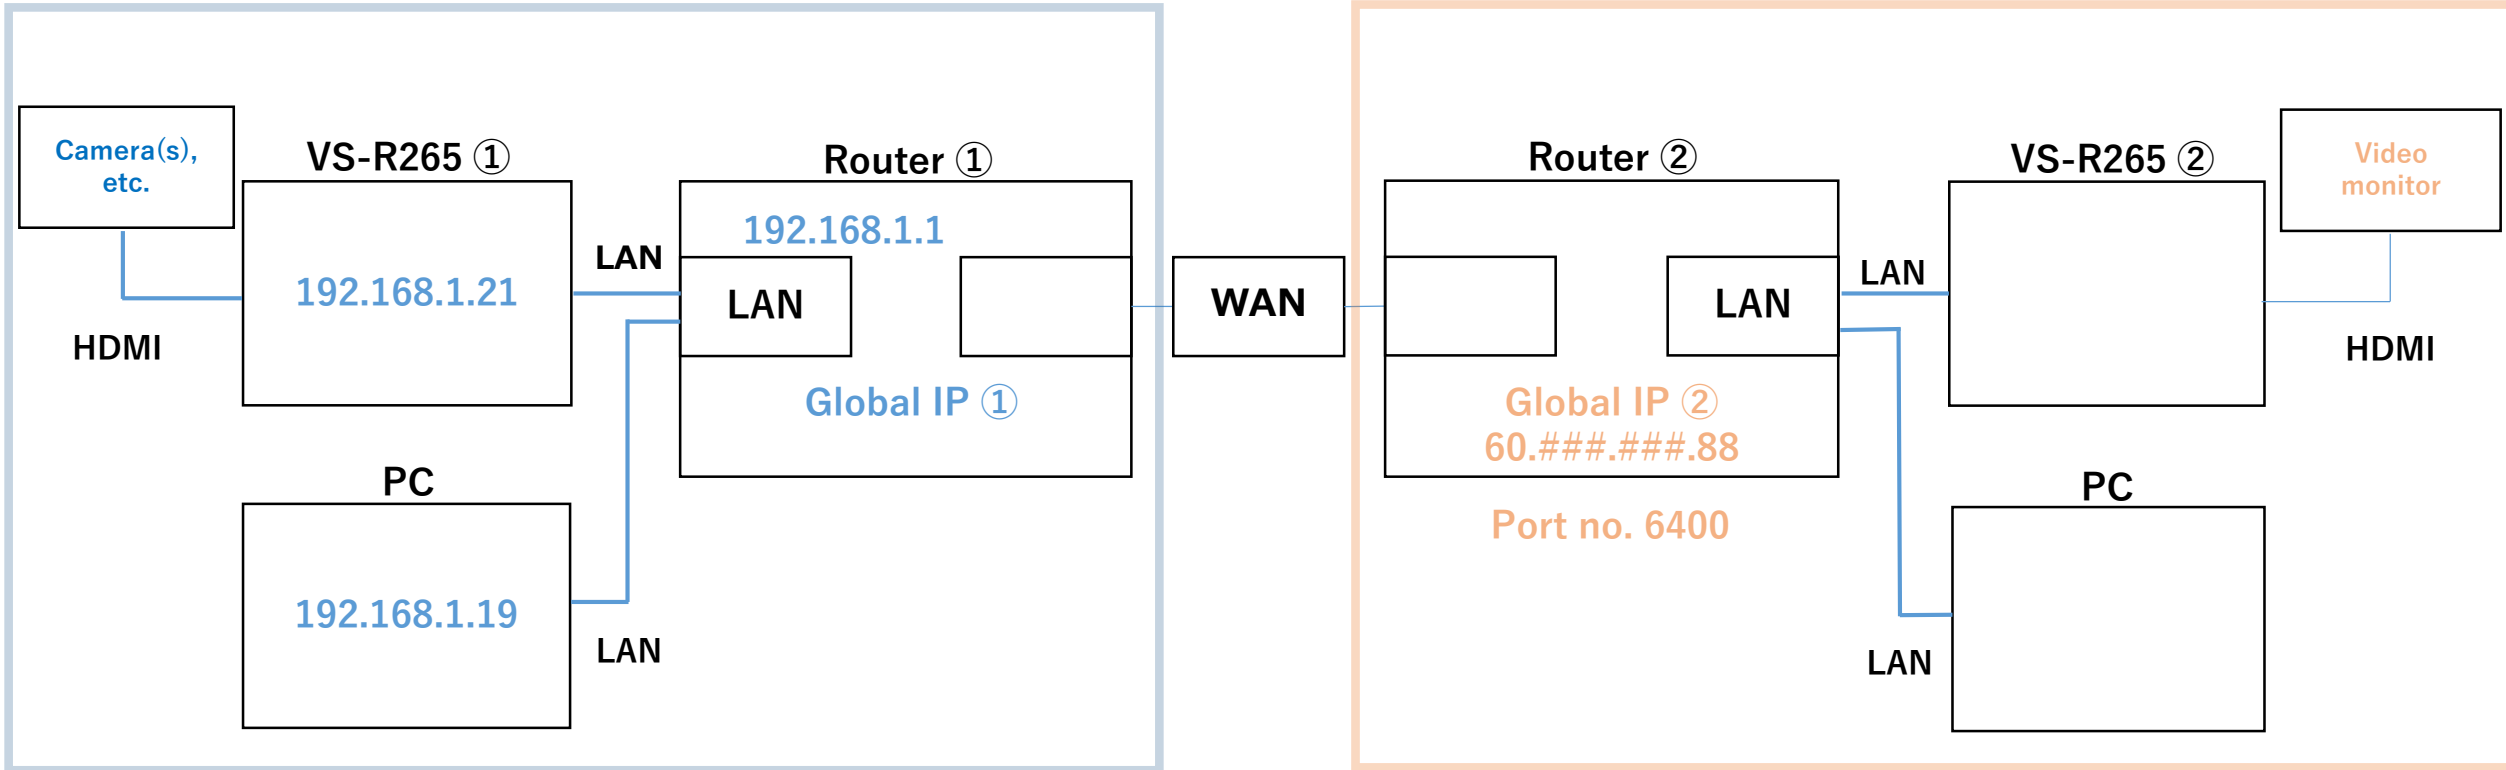 Camera(s),
etc.
HDMI
VS-R265 ①
192.168.1.21
PC
192.168.1.19
LAN
LAN
Router ①
192.168.1.1
LAN
Global IP ①
WAN
Router ②
LAN
Global IP ②
60.###.###.88
Port no. 6400
LAN
LAN
VS-R265 ②
PC
Video
monitor
HDMI